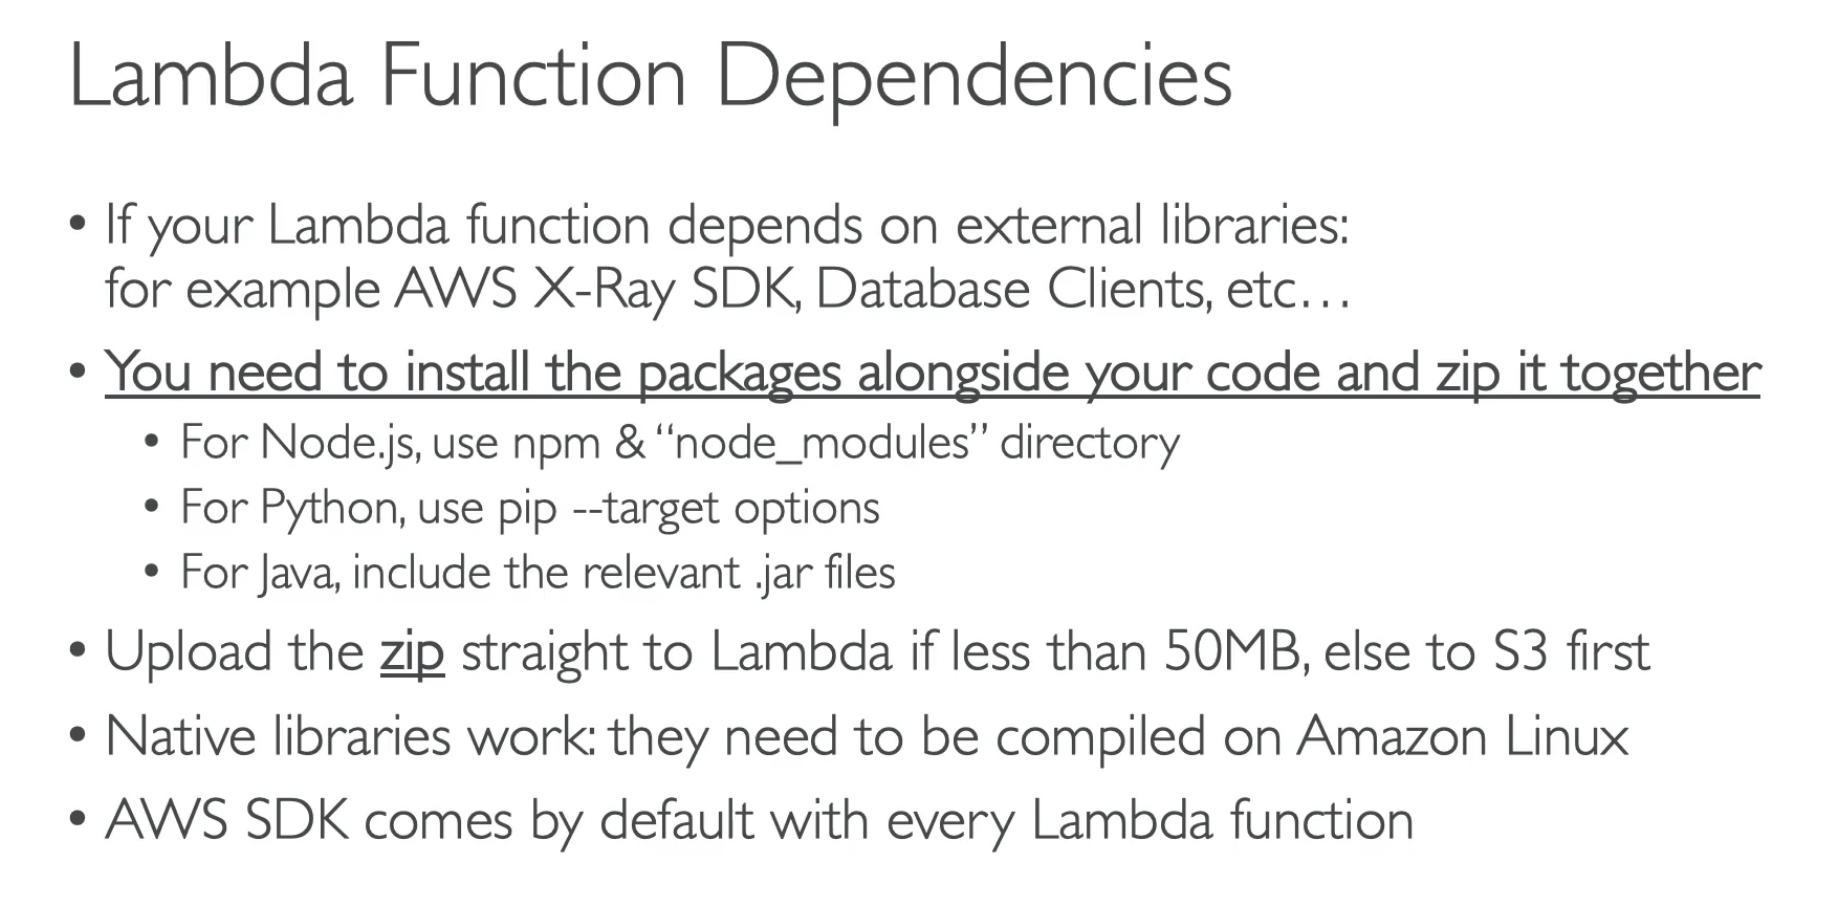 Lambda Function Dependencies
• If your Lambda function depends on external libraries:
for example AWS X-Ray SDK, Database Clients, etc…
• You need to install the packages alongside your code and zip it together
• For Node.js, use npm & “node_modules” directory
• For Python, use pip --target options
• For Java, include the relevant .jar files
• Upload the zip straight to Lambda if less than 50MB, else to S3 first
• Native libraries work: they need to be compiled on Amazon Linux
• AWS SDK comes by default with every Lambda function